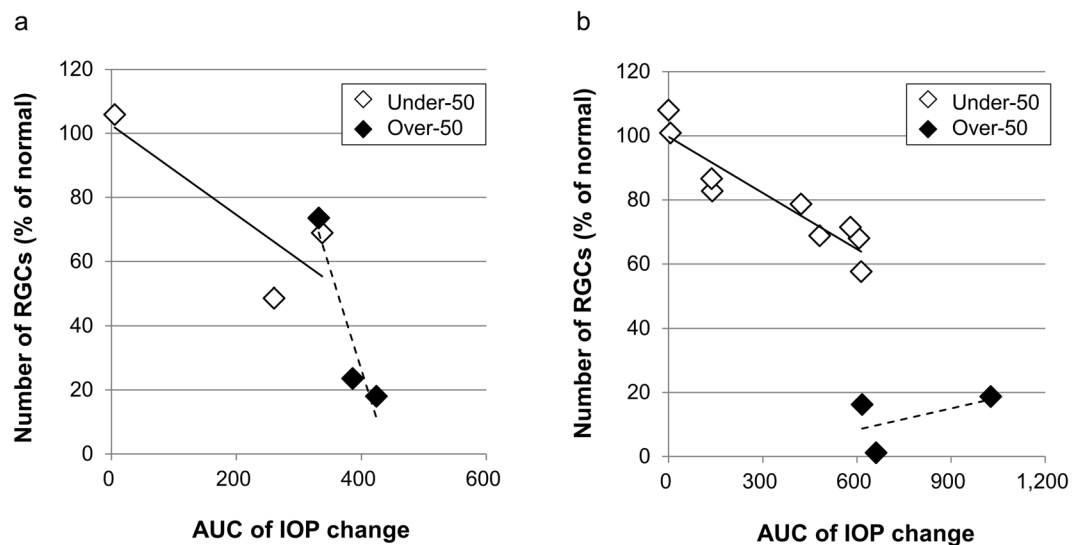 a
Number of RGCs (% of normal)
120
100
80
60
40
20
0
0 200 400 600
AUC of IOP change
Under-50
Over-50
b
Number of RGCs (% of normal)
120
100
80
60
40
20
0
0 300 600 900 1,200
AUC of IOP change
Under-50
Over-50